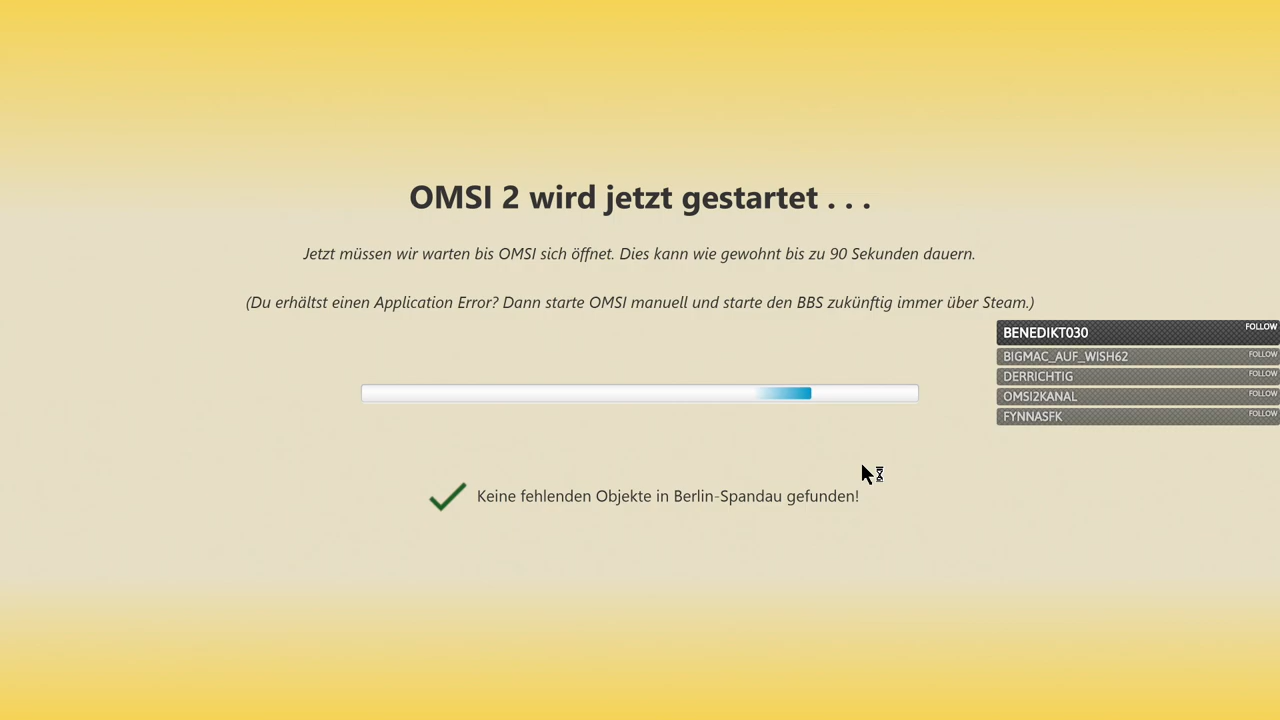 OMSI 2 wird jetzt gestartet . . .
Jetzt müssen wir warten bis OMSI sich öffnet. Dies kann wie gewohnt bis zu 90 Sekunden dauern.
(Du erhältst einen Application Error? Dann starte OMSI manuell und starte den BBS zukünftig immer über Steam.)
BENEDIKT030 FOLLOW
BIGMAC_AUF_WISH62 FOLLOW
DERRICHTIG FOLLOW
OMSI2KANAL FOLLOW
FYNNASFK FOLLOW
Keine fehlenden Objekte in Berlin-Spandau gefunden!